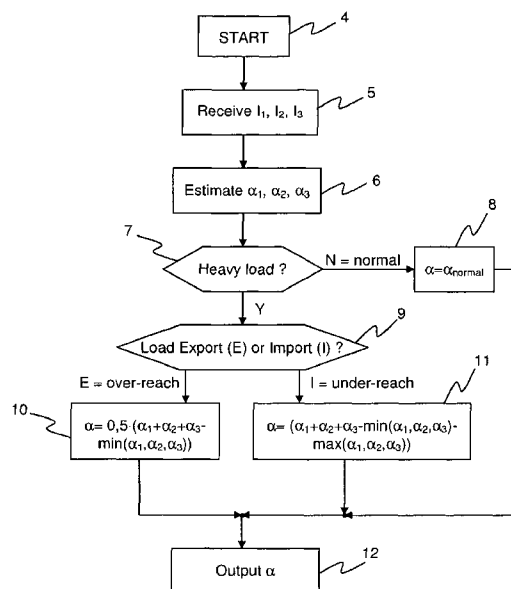 4
START
5
Receive I₁, I₂, I₃
6
Estimate α₁, α₂, α₃
7
8
Heavy load ?
N = normal
α=αnormal
Y
9
Load Export (E) or Import (I) ?
E = over-reach
I = under-reach
11
10
α= 0,5·(α₁+α₂+α₃-
min(α₁,α₂,α₃))
α= (α₁+α₂+α₃-min(α₁,α₂,α₃)-
max(α₁,α₂,α₃))
Output α
12